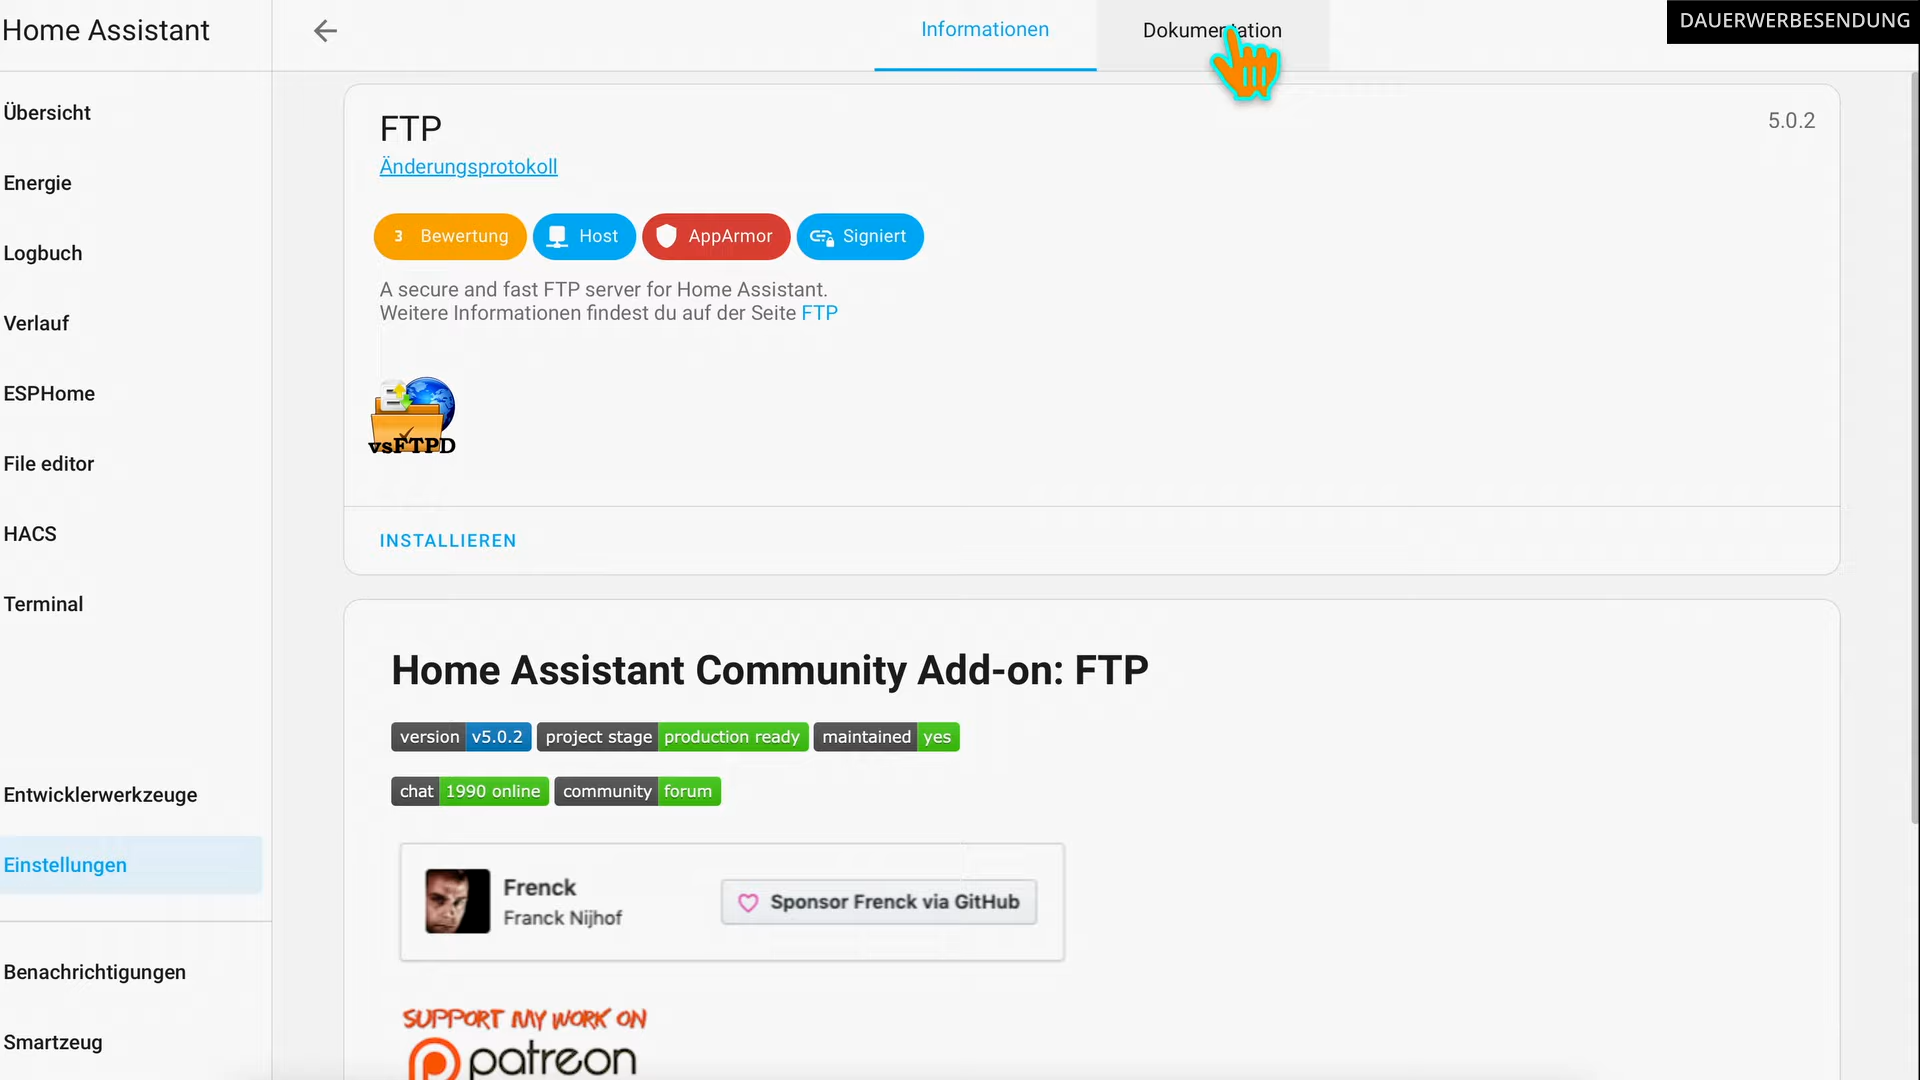 Home Assistant
Informationen
Dokumentation
DAUERWERBESENDUNG
Übersicht
Energie
Logbuch
Verlauf
ESPHome
File editor
HACS
Terminal
Entwicklerwerkzeuge
Einstellungen
Benachrichtigungen
Smartzeug
FTP
5.0.2
Änderungsprotokoll
3 Bewertung
Host
AppArmor
Signiert
A secure and fast FTP server for Home Assistant.
Weitere Informationen findest du auf der Seite FTP
vsFTPD
INSTALLIEREN
Home Assistant Community Add-on: FTP
version v5.0.2
project stage production ready
maintained yes
chat 1990 online
community forum
Frenck
Franck Nijhof
Sponsor Frenck via GitHub
SUPPORT MY WORK ON
patreon